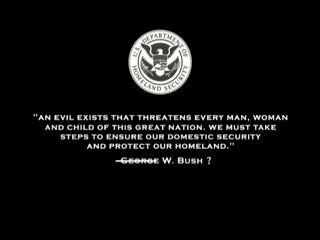 U.S. DEPARTMENT OF HOMELAND SECURITY
"AN EVIL EXISTS THAT THREATENS EVERY MAN, WOMAN
AND CHILD OF THIS GREAT NATION. WE MUST TAKE
STEPS TO ENSURE OUR DOMESTIC SECURITY
AND PROTECT OUR HOMELAND."
GEORGE W. BUSH ?